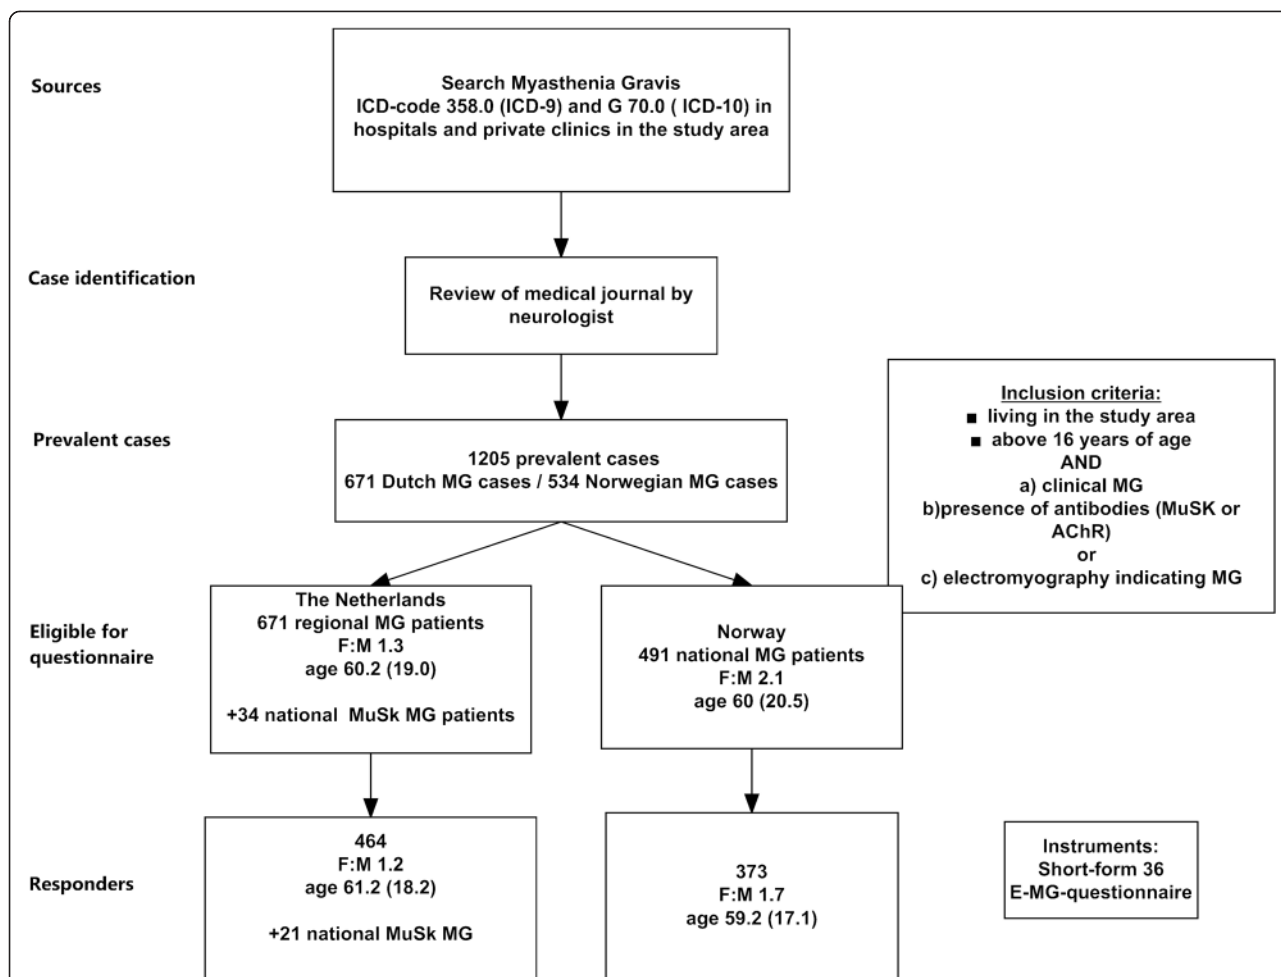 Sources
Search Myasthenia Gravis
ICD-code 358.0 (ICD-9) and G 70.0 ( ICD-10) in
hospitals and private clinics in the study area
Case identification
Review of medical journal by
neurologist
Prevalent cases
1205 prevalent cases
671 Dutch MG cases / 534 Norwegian MG cases
Inclusion criteria:
■ living in the study area
■ above 16 years of age
AND
a) clinical MG
b)presence of antibodies (MuSK or
AChR)
or
c) electromyography indicating MG
Eligible for
questionnaire
The Netherlands
671 regional MG patients
F:M 1.3
age 60.2 (19.0)
+34 national MuSk MG patients
Norway
491 national MG patients
F:M 2.1
age 60 (20.5)
Responders
464
F:M 1.2
age 61.2 (18.2)
+21 national MuSk MG
373
F:M 1.7
age 59.2 (17.1)
Instruments:
Short-form 36
E-MG-questionnaire